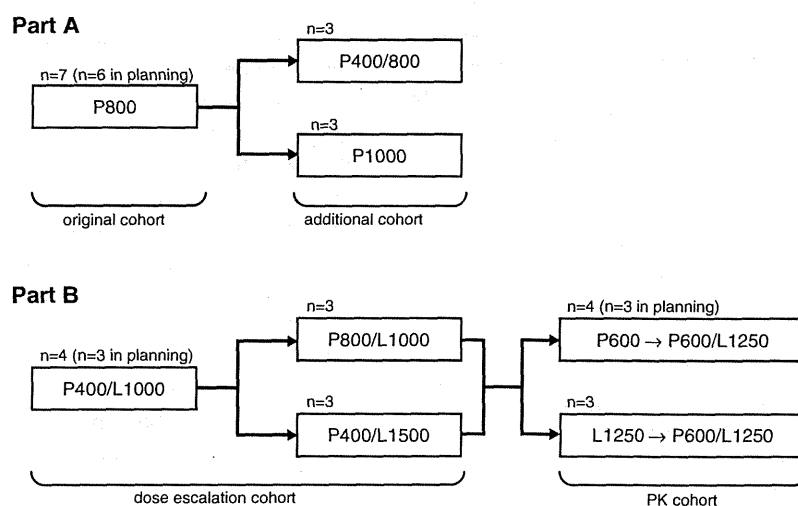 Part A
n=7 (n=6 in planning)
P800
n=3
P400/800
n=3
P1000
original cohort
additional cohort
Part B
n=4 (n=3 in planning)
P400/L1000
n=3
P800/L1000
n=3
P400/L1500
n=4 (n=3 in planning)
P600 → P600/L1250
n=3
L1250 → P600/L1250
dose escalation cohort
PK cohort